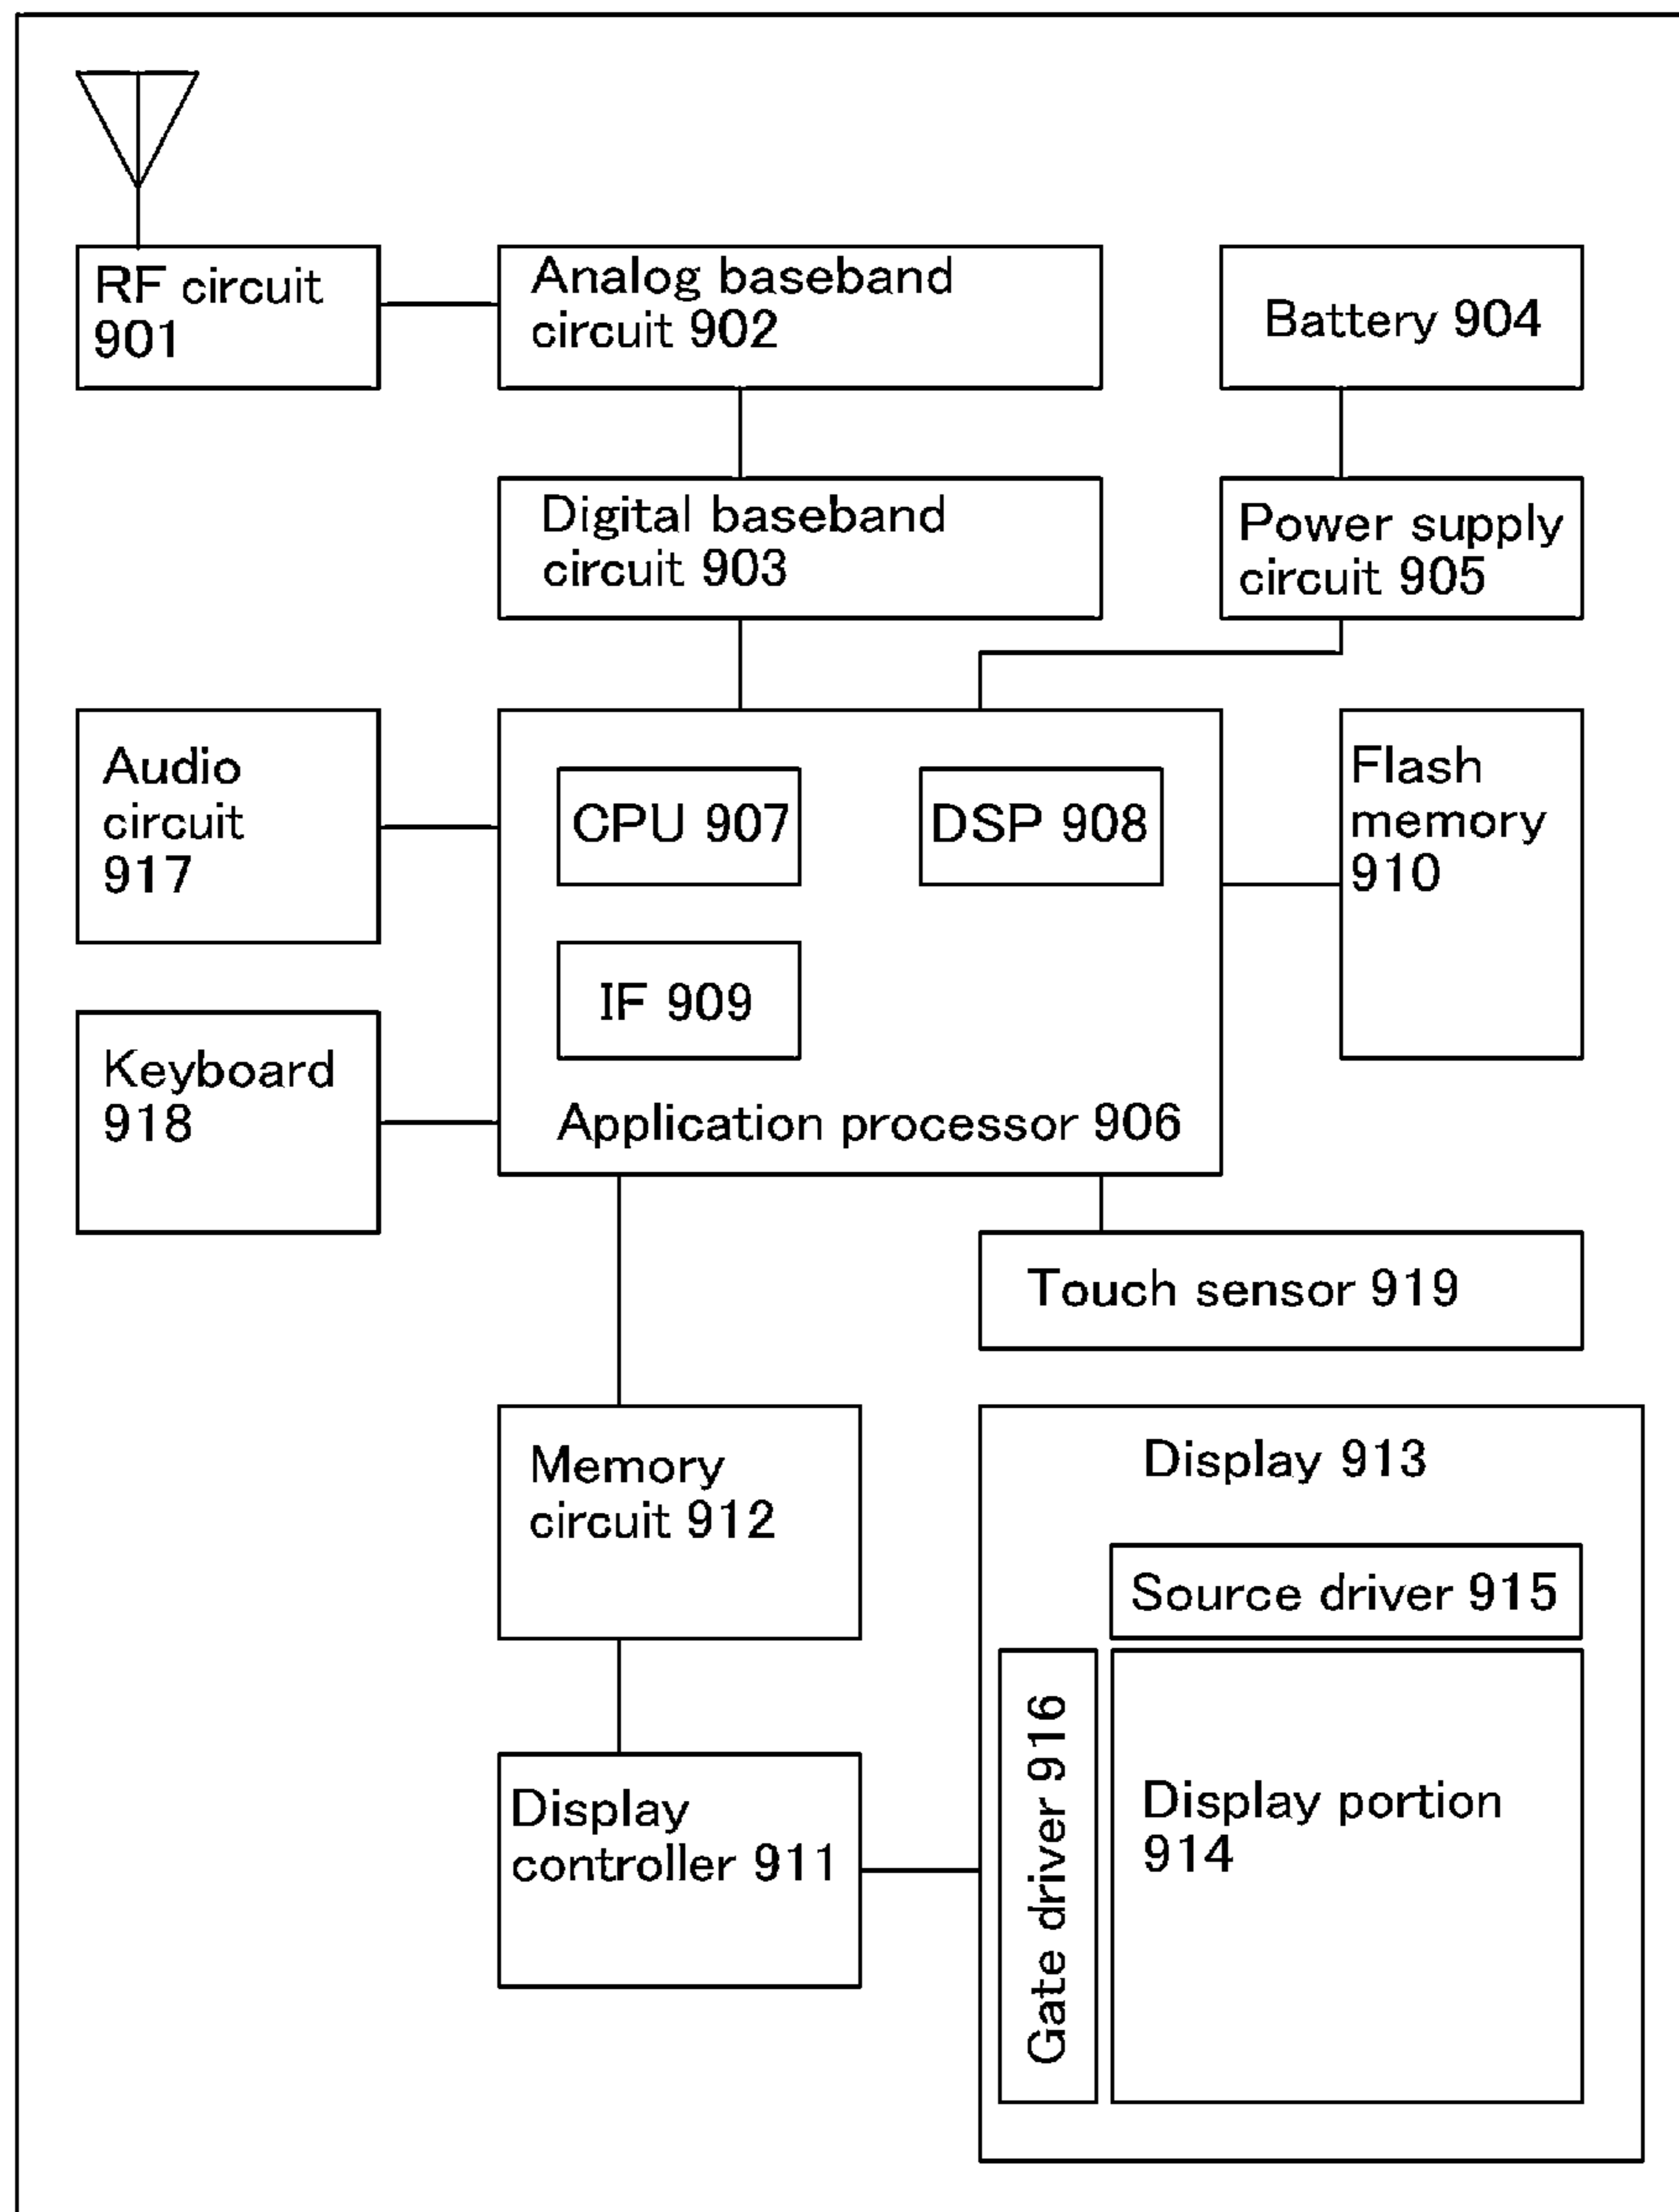 RF circuit
901
Analog baseband
circuit 902
Battery 904
Digital baseband
circuit 903
Power supply
circuit 905
Audio
circuit
917
CPU 907
DSP 908
Flash
memory
910
IF 909
Keyboard
918
Application processor 906
Touch sensor 919
Memory
circuit 912
Display 913
Source driver 915
Gate driver 916
Display portion
914
Display
controller 911